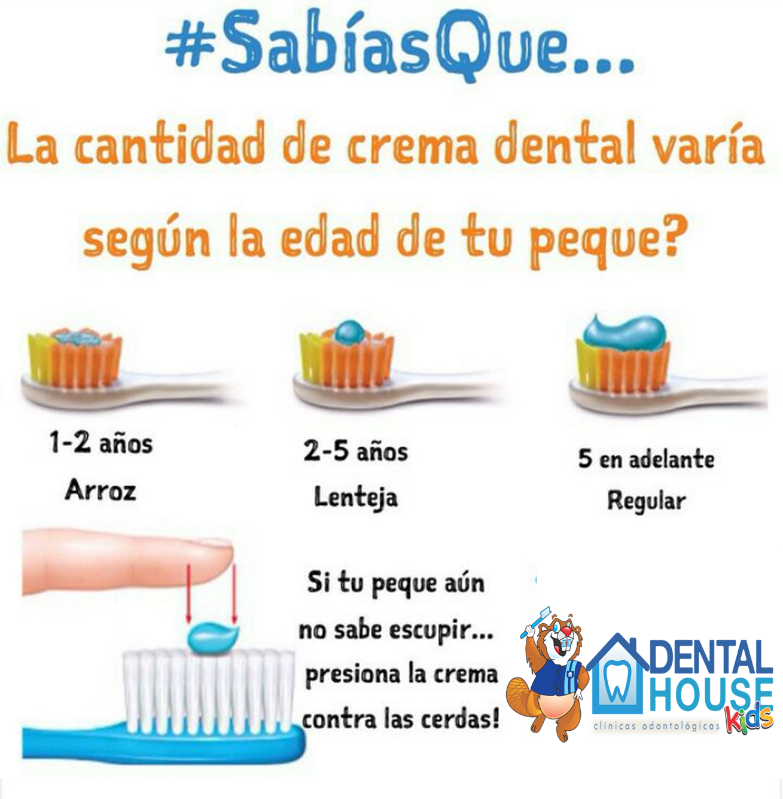 #SabíasQue...
La cantidad de crema dental varía
según la edad de tu peque?
1-2 años
Arroz
2-5 años
Lenteja
5 en adelante
Regular
Si tu peque aún
no sabe escupir...
presiona la crema
contra las cerdas!
DENTAL
HOUSE
clínicas odontológicas kids